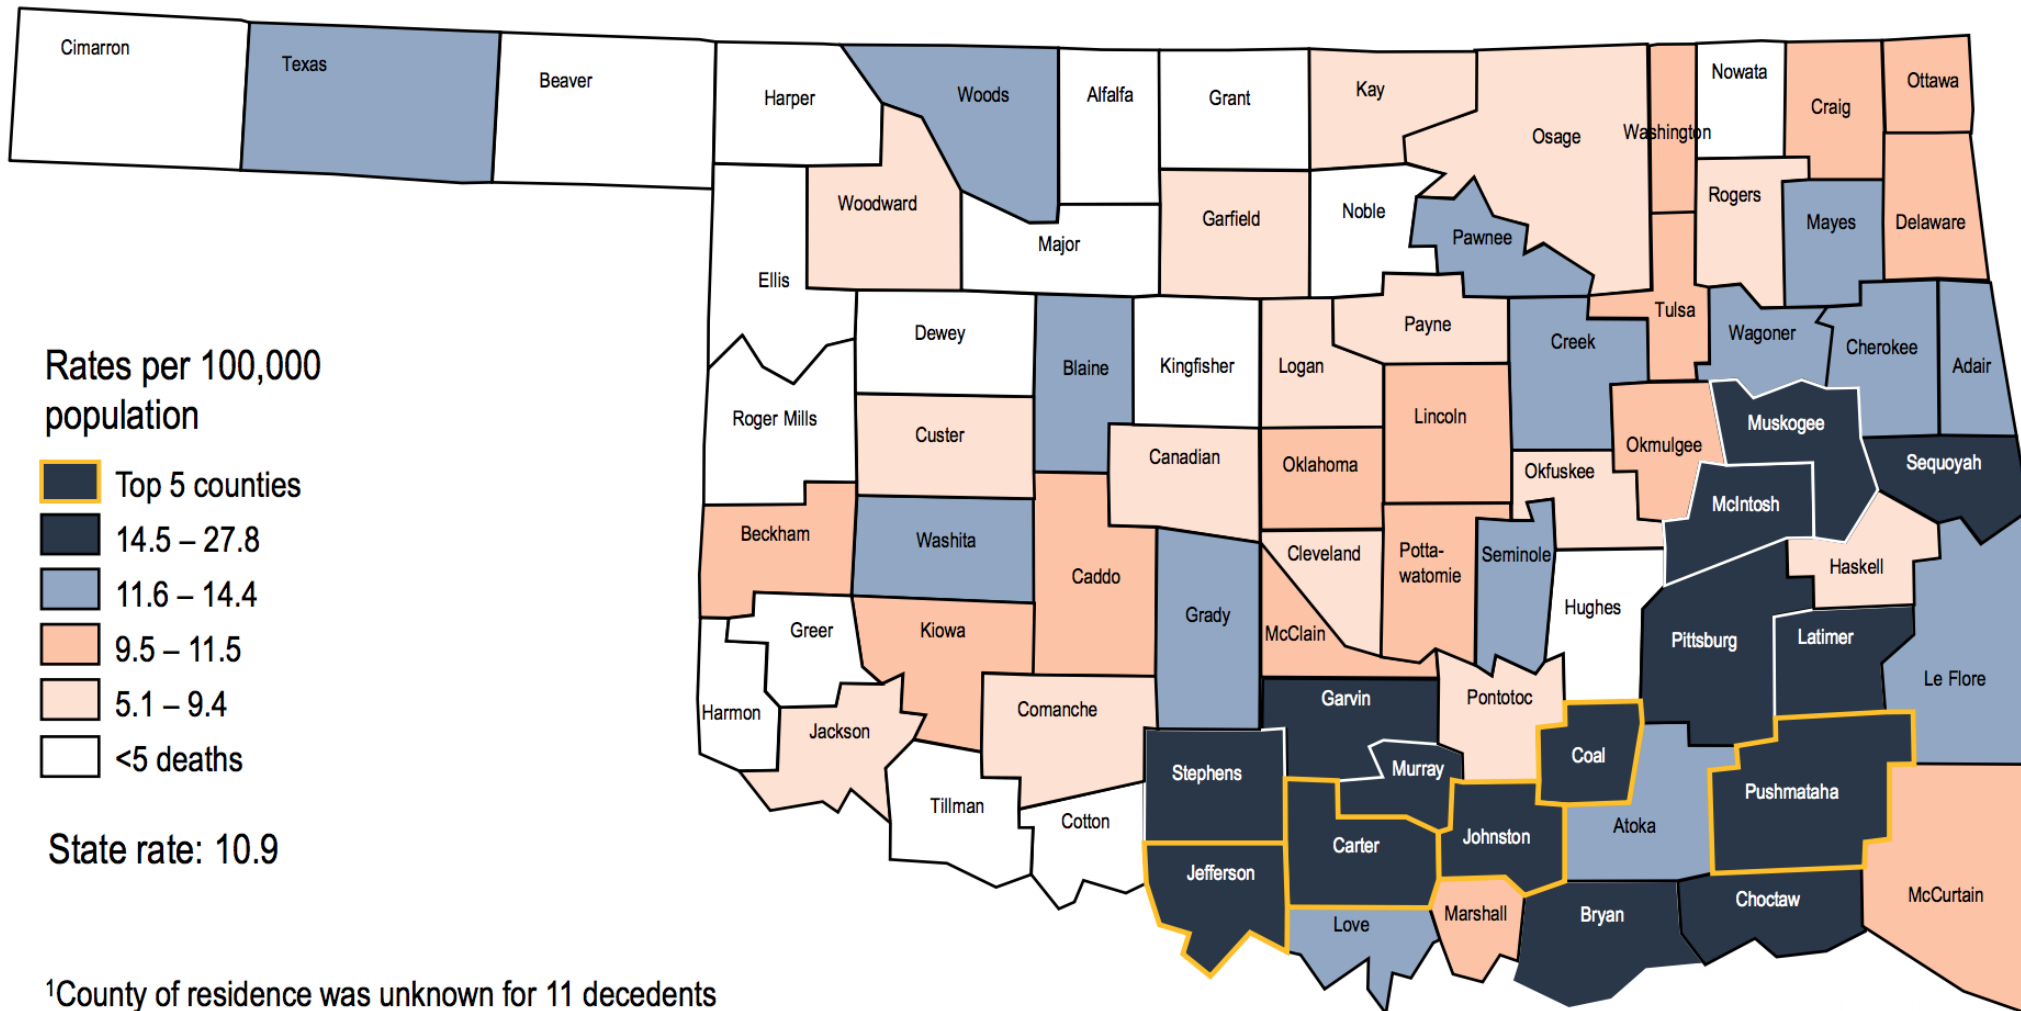 Cimarron
Texas
Beaver
Harper
Woods
Alfalfa
Grant
Kay
Osage
Washington
Nowata
Craig
Ottawa
Woodward
Major
Garfield
Noble
Pawnee
Rogers
Mayes
Delaware
Ellis
Dewey
Blaine
Kingfisher
Logan
Payne
Creek
Tulsa
Wagoner
Cherokee
Adair
Roger Mills
Custer
Canadian
Oklahoma
Lincoln
Okfuskee
Okmulgee
Muskogee
McIntosh
Sequoyah
Beckham
Washita
Caddo
Grady
Cleveland
McClain
Potta-
watomie
Seminole
Hughes
Pittsburg
Haskell
Latimer
Le Flore
Greer
Kiowa
Harmon
Jackson
Comanche
Tillman
Cotton
Stephens
Garvin
Murray
Pontotoc
Coal
Pushmataha
Jefferson
Carter
Johnston
Atoka
Love
Marshall
Bryan
Choctaw
McCurtain
Rates per 100,000
population
Top 5 counties
14.5 – 27.8
11.6 – 14.4
9.5 – 11.5
5.1 – 9.4
<5 deaths
State rate: 10.9
¹County of residence was unknown for 11 decedents